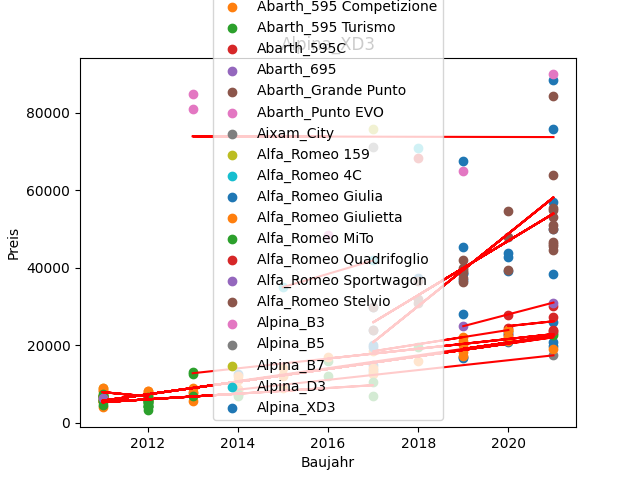 Alpina_XD3
Abarth_595 Competizione
Abarth_595 Turismo
Abarth_595C
Abarth_695
Abarth_Grande Punto
Abarth_Punto EVO
Aixam_City
Alfa_Romeo 159
Alfa_Romeo 4C
Alfa_Romeo Giulia
Alfa_Romeo Giulietta
Alfa_Romeo MiTo
Alfa_Romeo Quadrifoglio
Alfa_Romeo Sportwagon
Alfa_Romeo Stelvio
Alpina_B3
Alpina_B5
Alpina_B7
Alpina_D3
Alpina_XD3
Preis
80000
60000
40000
20000
0
2012
2014
2016
2018
2020
Baujahr